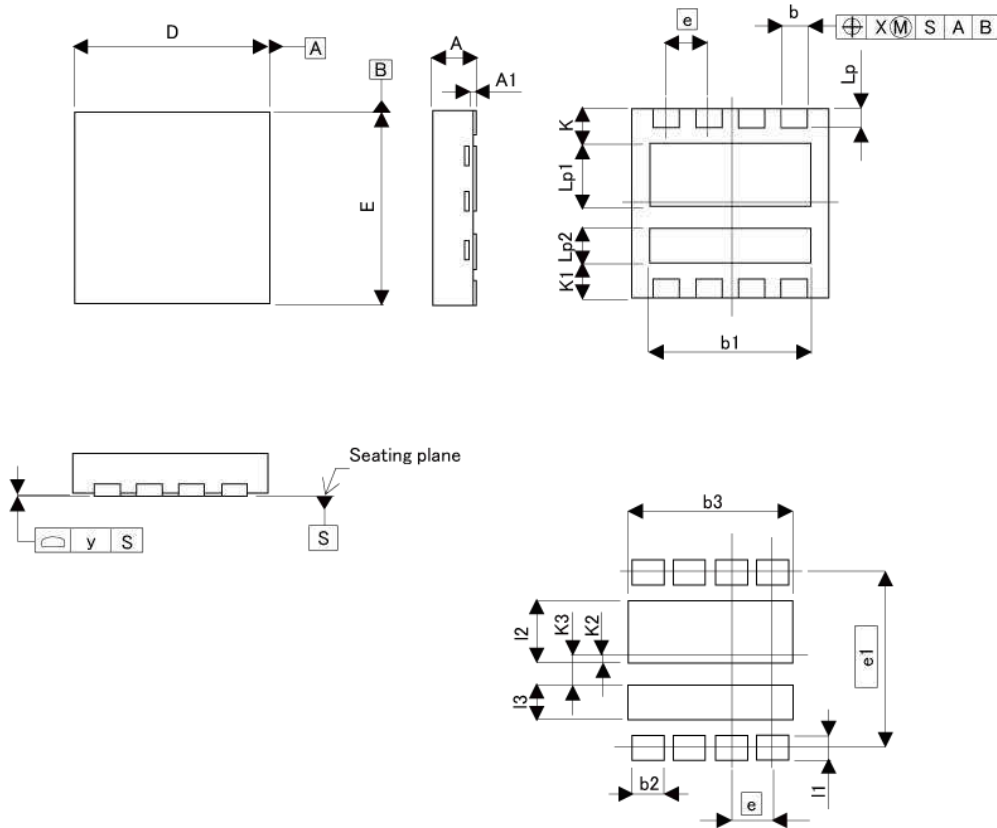 D
A
B
E
A
A1
e
b
⌖ X Ⓜ S A B
Lp
K
Lp1
Lp2
K1
b1
Seating plane
⌓ y S
S
b3
l2
K3
K2
l3
e1
b2
e
l1